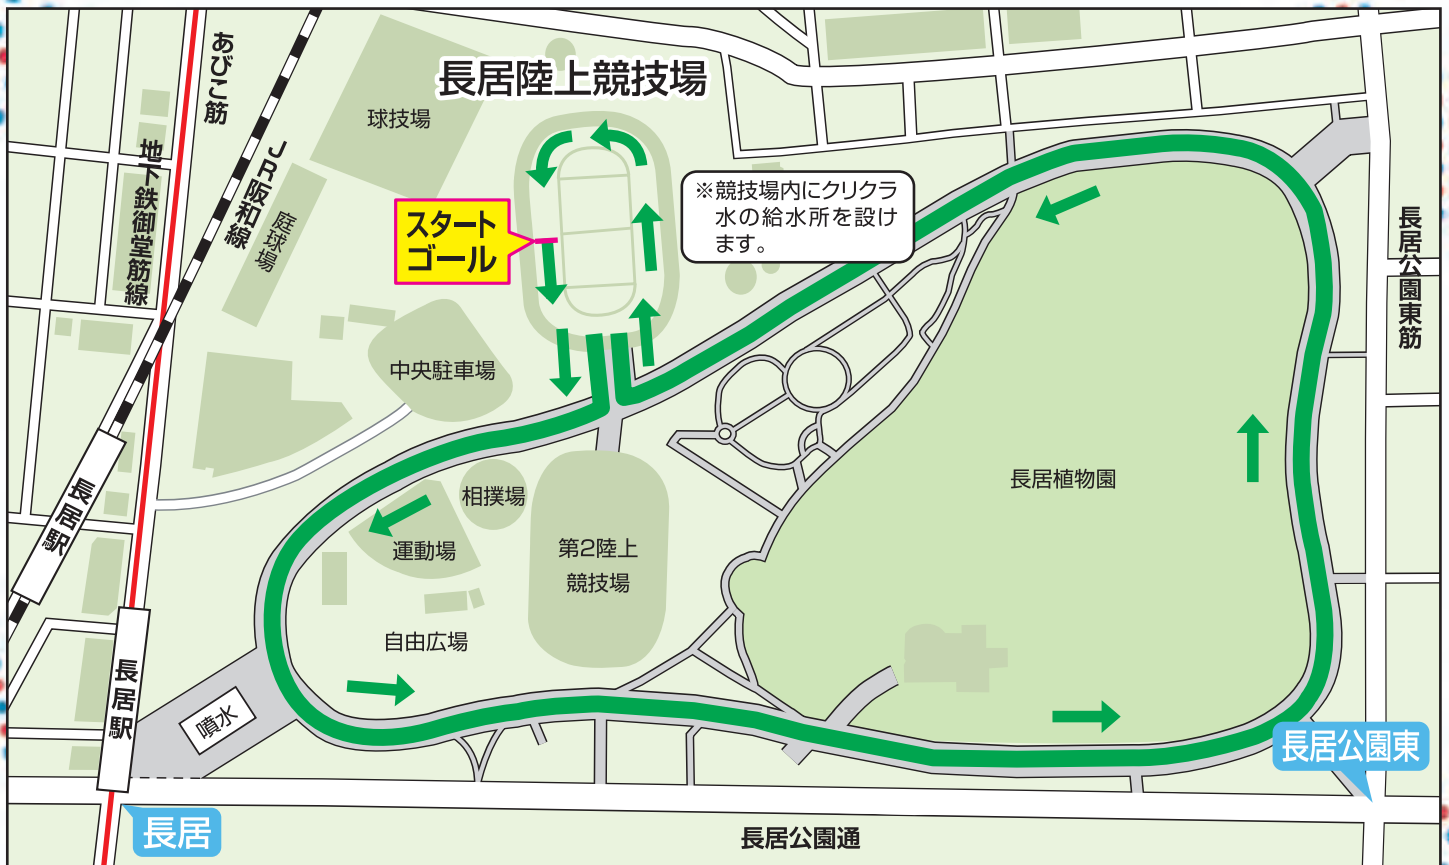 あびこ筋
長居陸上競技場
球技場
JR阪和線
地下鉄御堂筋線
庭球場
スタート
ゴール
※競技場内にクリクラ
水の給水所を設け
ます。
長居公園東筋
中央駐車場
長居植物園
相撲場
長居駅
運動場
第2陸上
競技場
自由広場
長居駅
噴水
長居公園東
長居
長居公園通